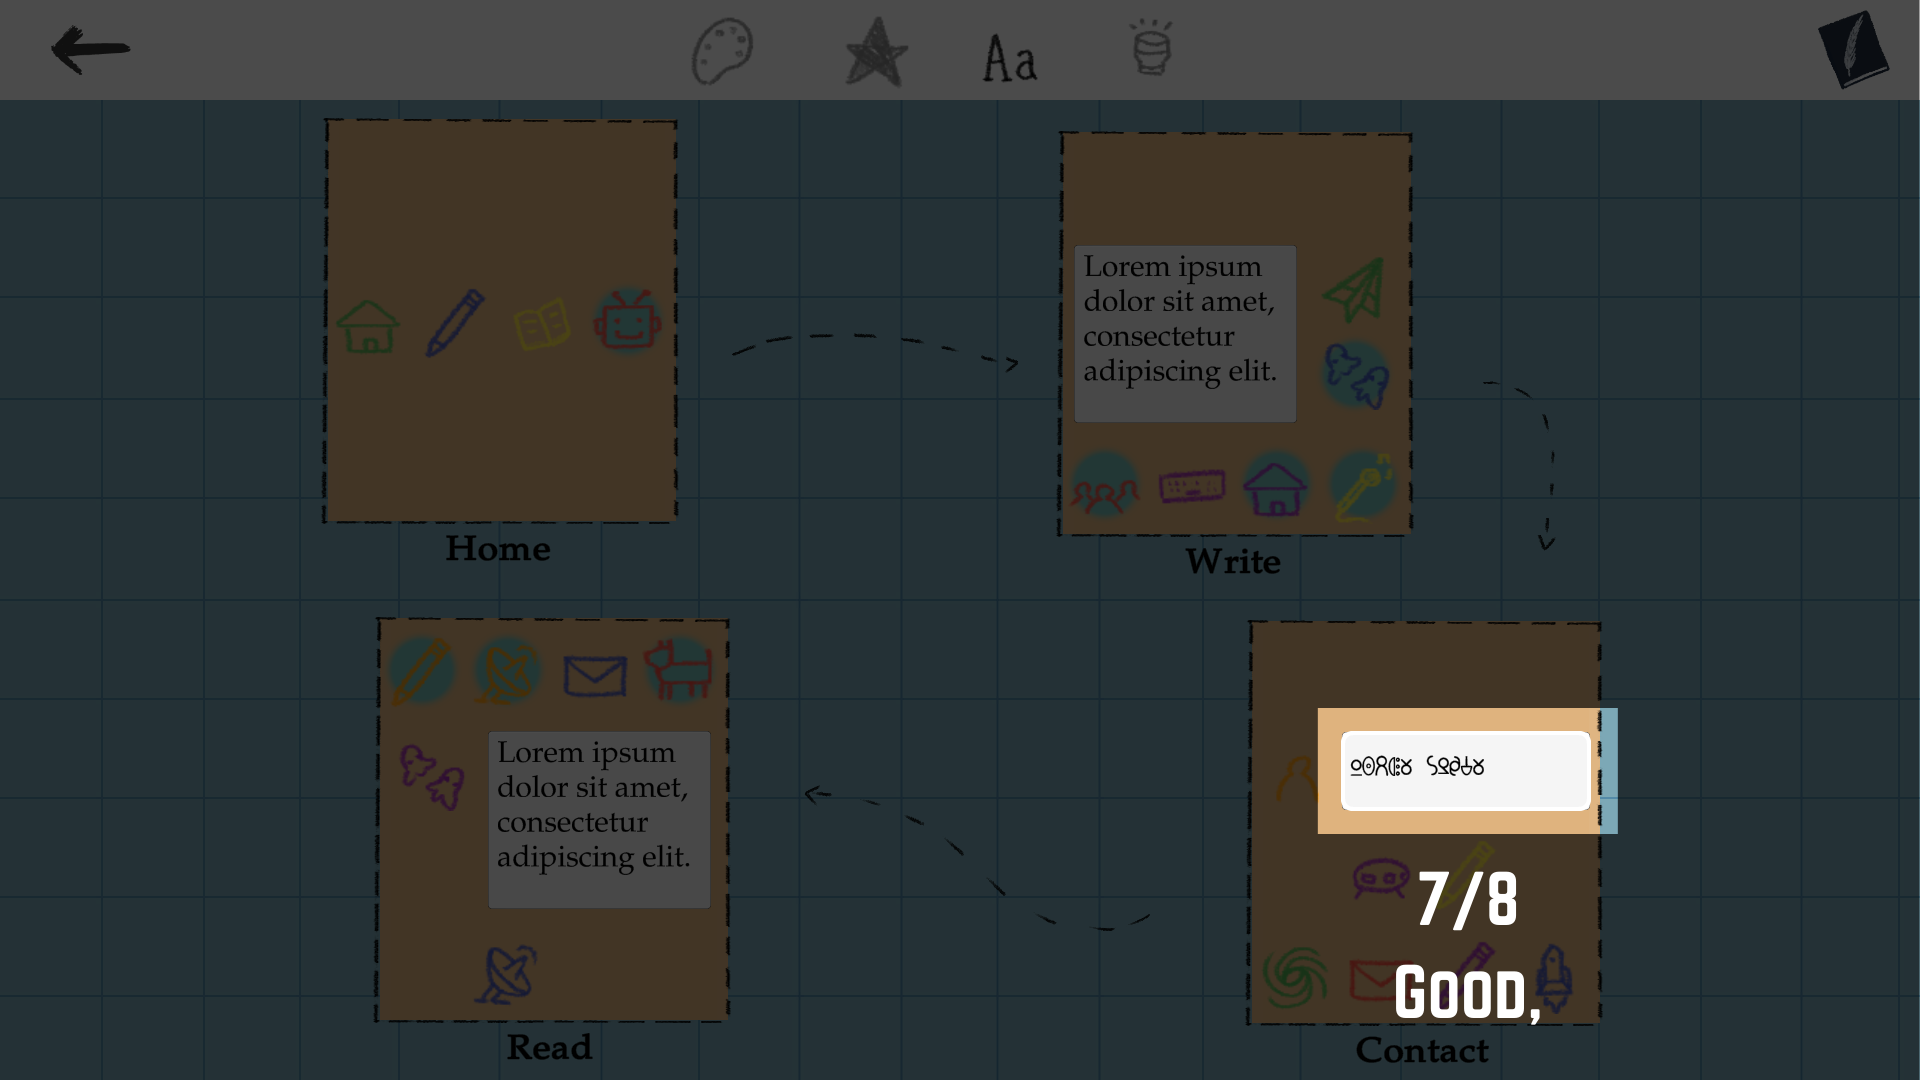 Aa
Lorem ipsum
dolor sit amet,
consectetur
adipiscing elit.
Home
Write
Lorem ipsum
dolor sit amet,
consectetur
adipiscing elit.
7/8
Good,
Read
Contact